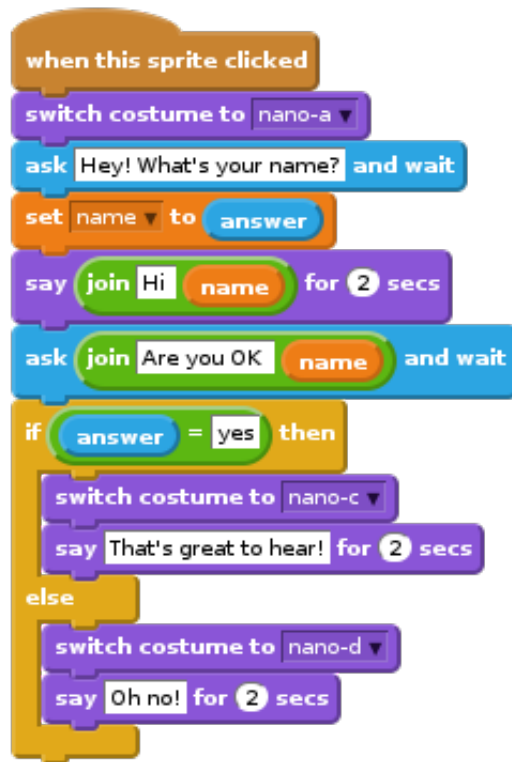 when this sprite clicked
switch costume to nano-a
ask Hey! What's your name? and wait
set name to answer
say join Hi name for 2 secs
ask join Are you OK name and wait
if answer = yes then
switch costume to nano-c
say That's great to hear! for 2 secs
else
switch costume to nano-d
say Oh no! for 2 secs